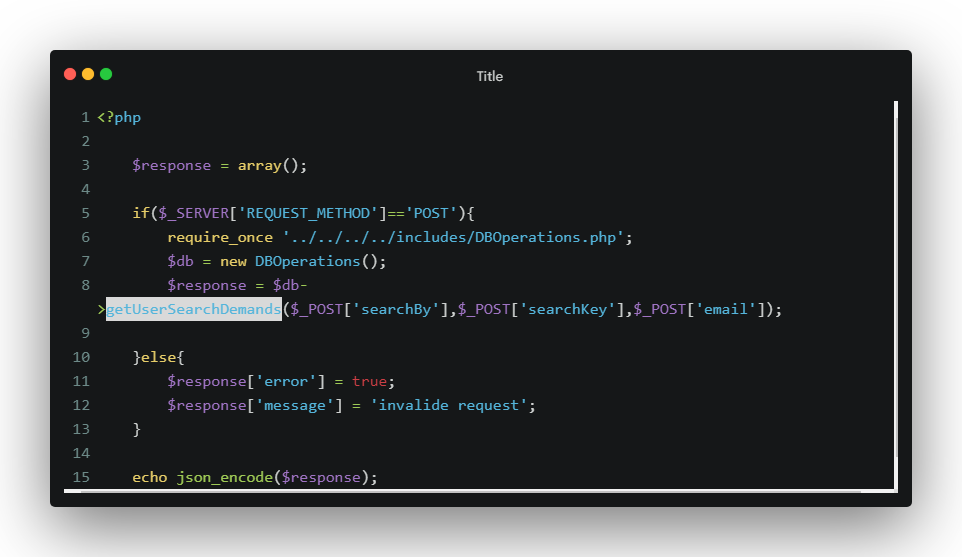 Title
1 <?php
2
3 $response = array();
4
5 if($_SERVER['REQUEST_METHOD']=='POST'){
6 require_once '../../../../includes/DBOperations.php';
7 $db = new DBOperations();
8 $response = $db-
>getUserSearchDemands($_POST['searchBy'],$_POST['searchKey'],$_POST['email']);
9
10 }else{
11 $response['error'] = true;
12 $response['message'] = 'invalide request';
13 }
14
15 echo json_encode($response);